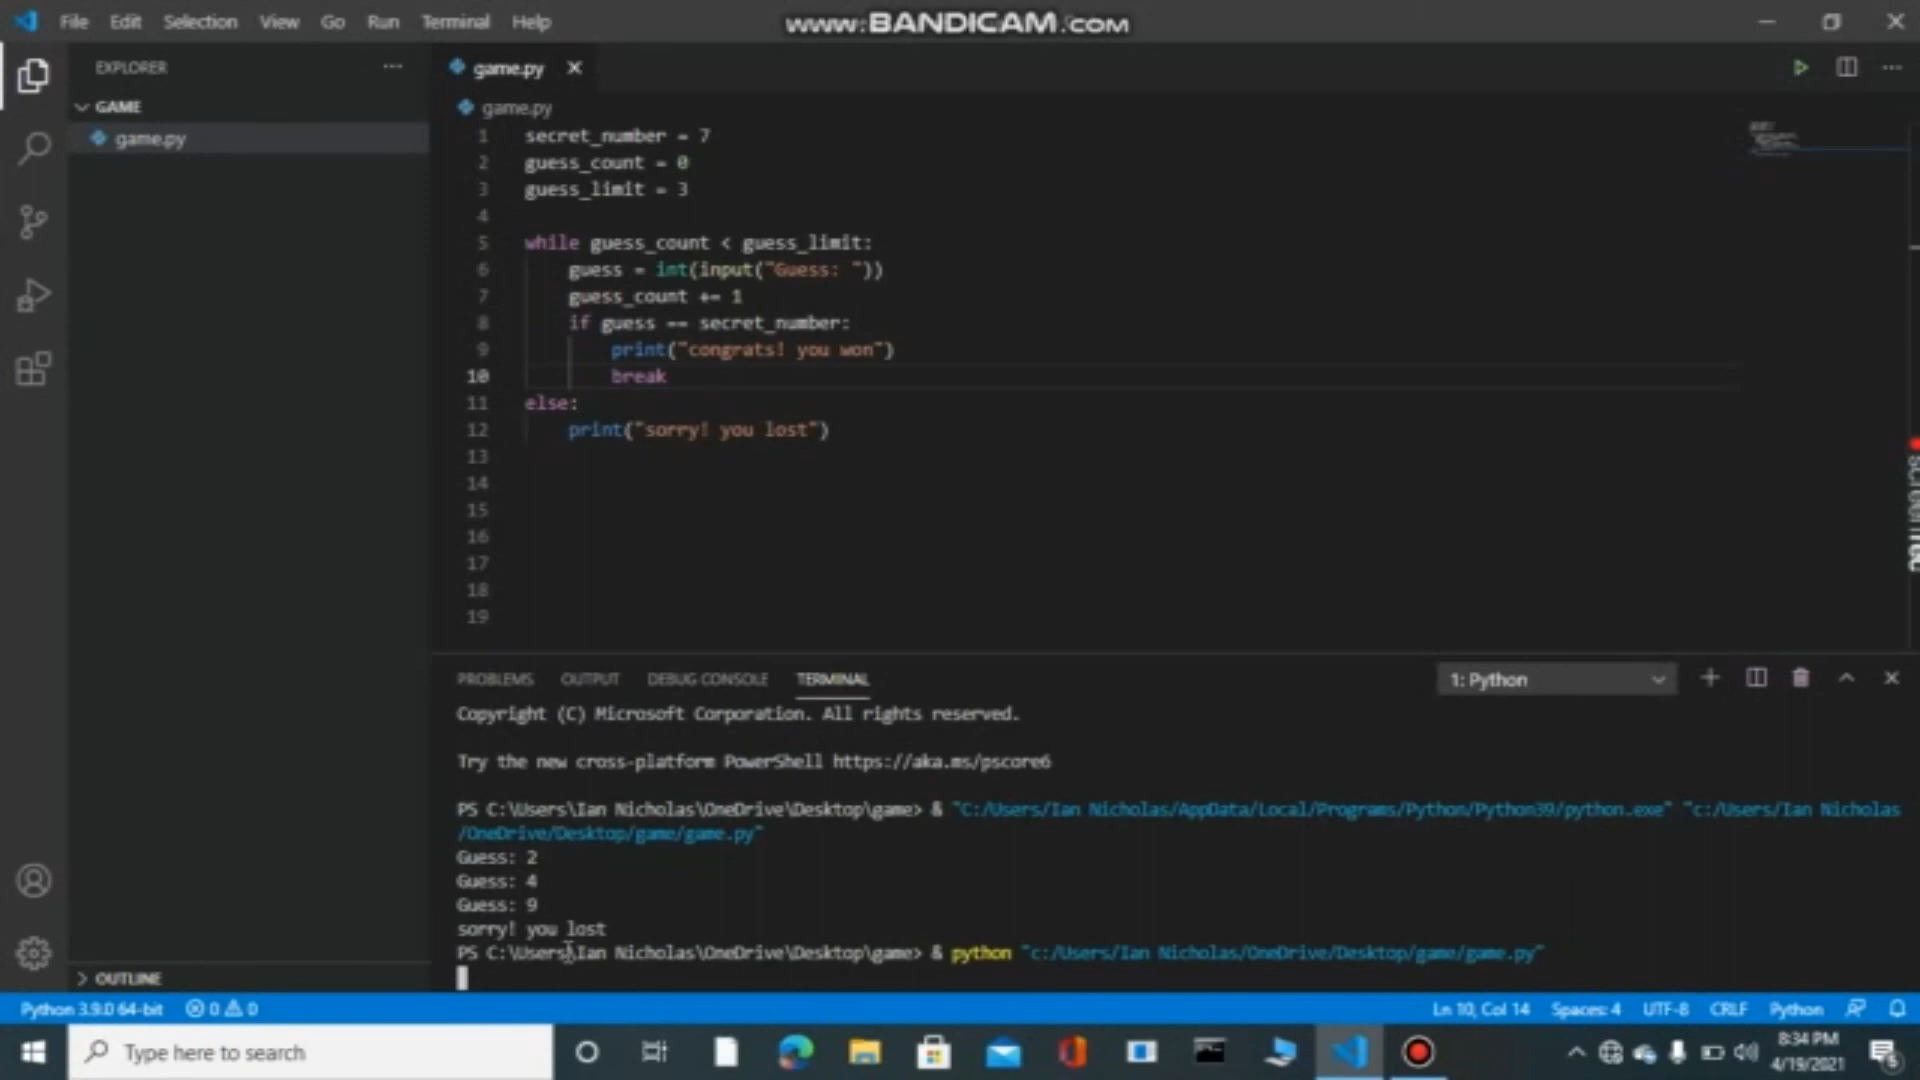 File Edit Selection View Go Run Terminal Help
www.BANDICAM.com
EXPLORER
GAME
game.py
OUTLINE
game.py
game.py
1 secret_number = 7
2 guess_count = 0
3 guess_limit = 3
4
5 while guess_count < guess_limit:
6 guess = int(input("Guess: "))
7 guess_count += 1
8 if guess == secret_number:
9 print("congrats! you won")
10 break
11 else:
12 print("sorry! you lost")
13
14
15
16
17
18
19
PROBLEMS OUTPUT DEBUG CONSOLE TERMINAL
1: Python
Copyright (C) Microsoft Corporation. All rights reserved.
Try the new cross-platform PowerShell https://aka.ms/pscore6
PS C:\Users\Ian Nicholas\OneDrive\Desktop\game> & "C:/Users/Ian Nicholas/AppData/Local/Programs/Python/Python39/python.exe" "c:/Users/Ian Nicholas
/OneDrive/Desktop/game/game.py"
Guess: 2
Guess: 4
Guess: 9
sorry! you lost
PS C:\Users\Ian Nicholas\OneDrive\Desktop\game> & python "c:/Users/Ian Nicholas/OneDrive/Desktop/game/game.py"
Python 3.9.0 64-bit 0 0
Ln 10, Col 14 Spaces: 4 UTF-8 CRLF Python
Type here to search
8:34 PM
4/19/2021